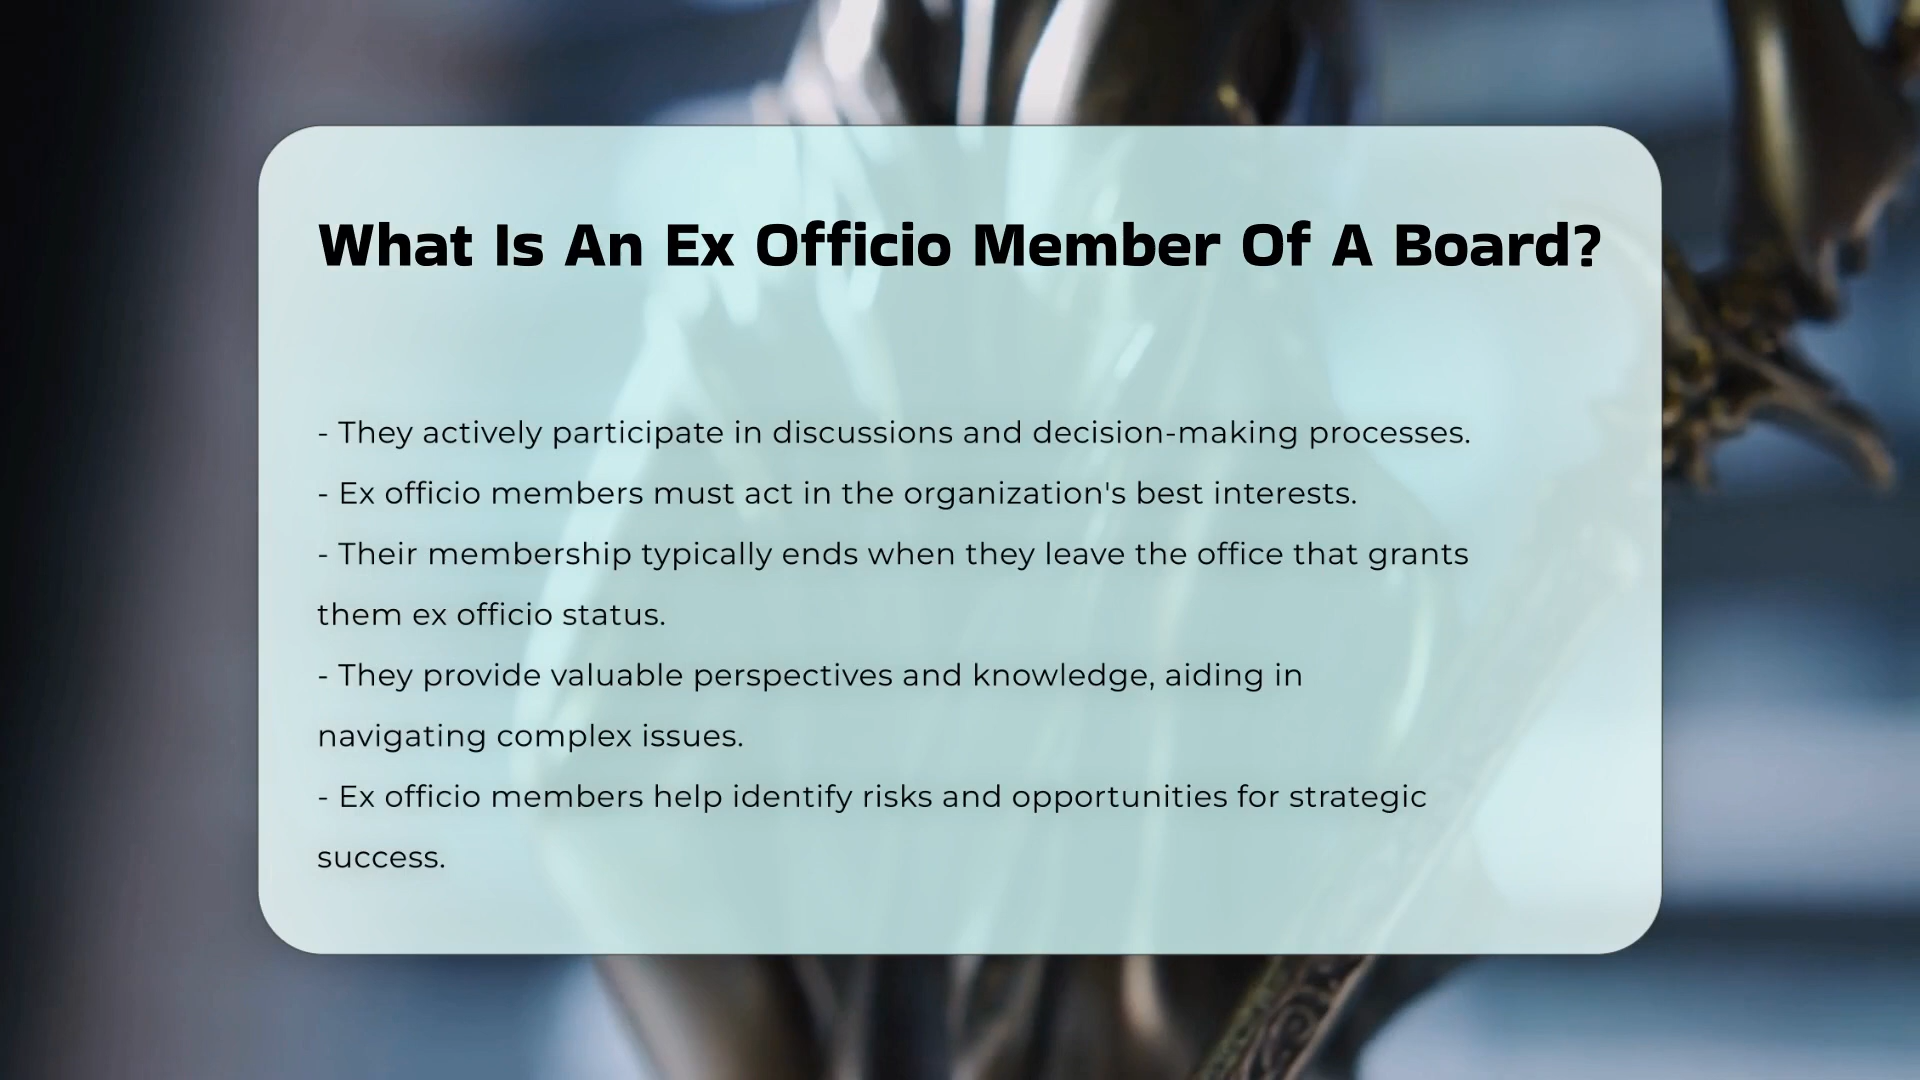 What Is An Ex Officio Member Of A Board?
- They actively participate in discussions and decision-making processes.
- Ex officio members must act in the organization's best interests.
- Their membership typically ends when they leave the office that grants
them ex officio status.
- They provide valuable perspectives and knowledge, aiding in
navigating complex issues.
- Ex officio members help identify risks and opportunities for strategic
success.